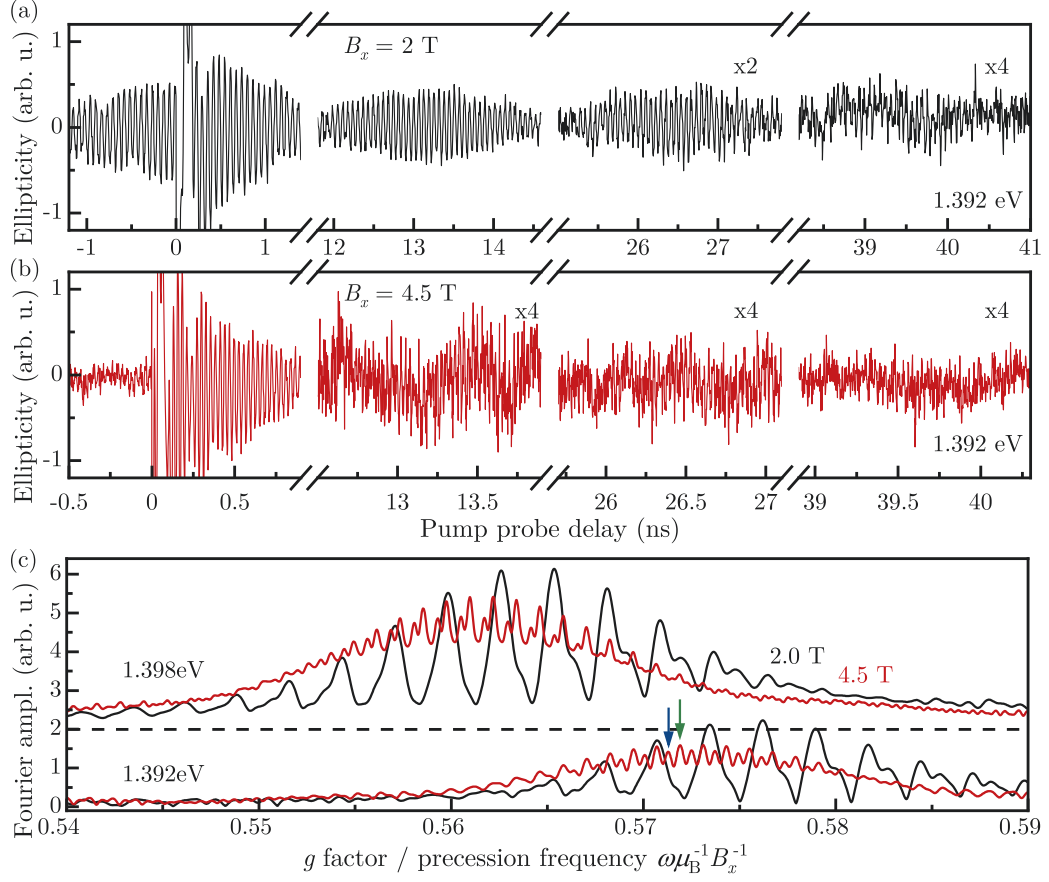 (a)
Ellipticity (arb. u.)
1
0
-1
B_x = 2 T
x2
x4
1.392 eV
-1 0 1 12 13 14 26 27 39 40 41
(b)
Ellipticity (arb. u.)
1
0
-1
B_x = 4.5 T
x4
x4
x4
1.392 eV
-0.5 0 0.5 13 13.5 26 26.5 27 39 39.5 40
Pump probe delay (ns)
(c)
Fourier ampl. (arb. u.)
6
5
4
3
2
1
0
1.398eV
2.0 T
4.5 T
1.392eV
0.54 0.55 0.56 0.57 0.58 0.59
g factor / precession frequency ωμ_B^-1 B_x^-1